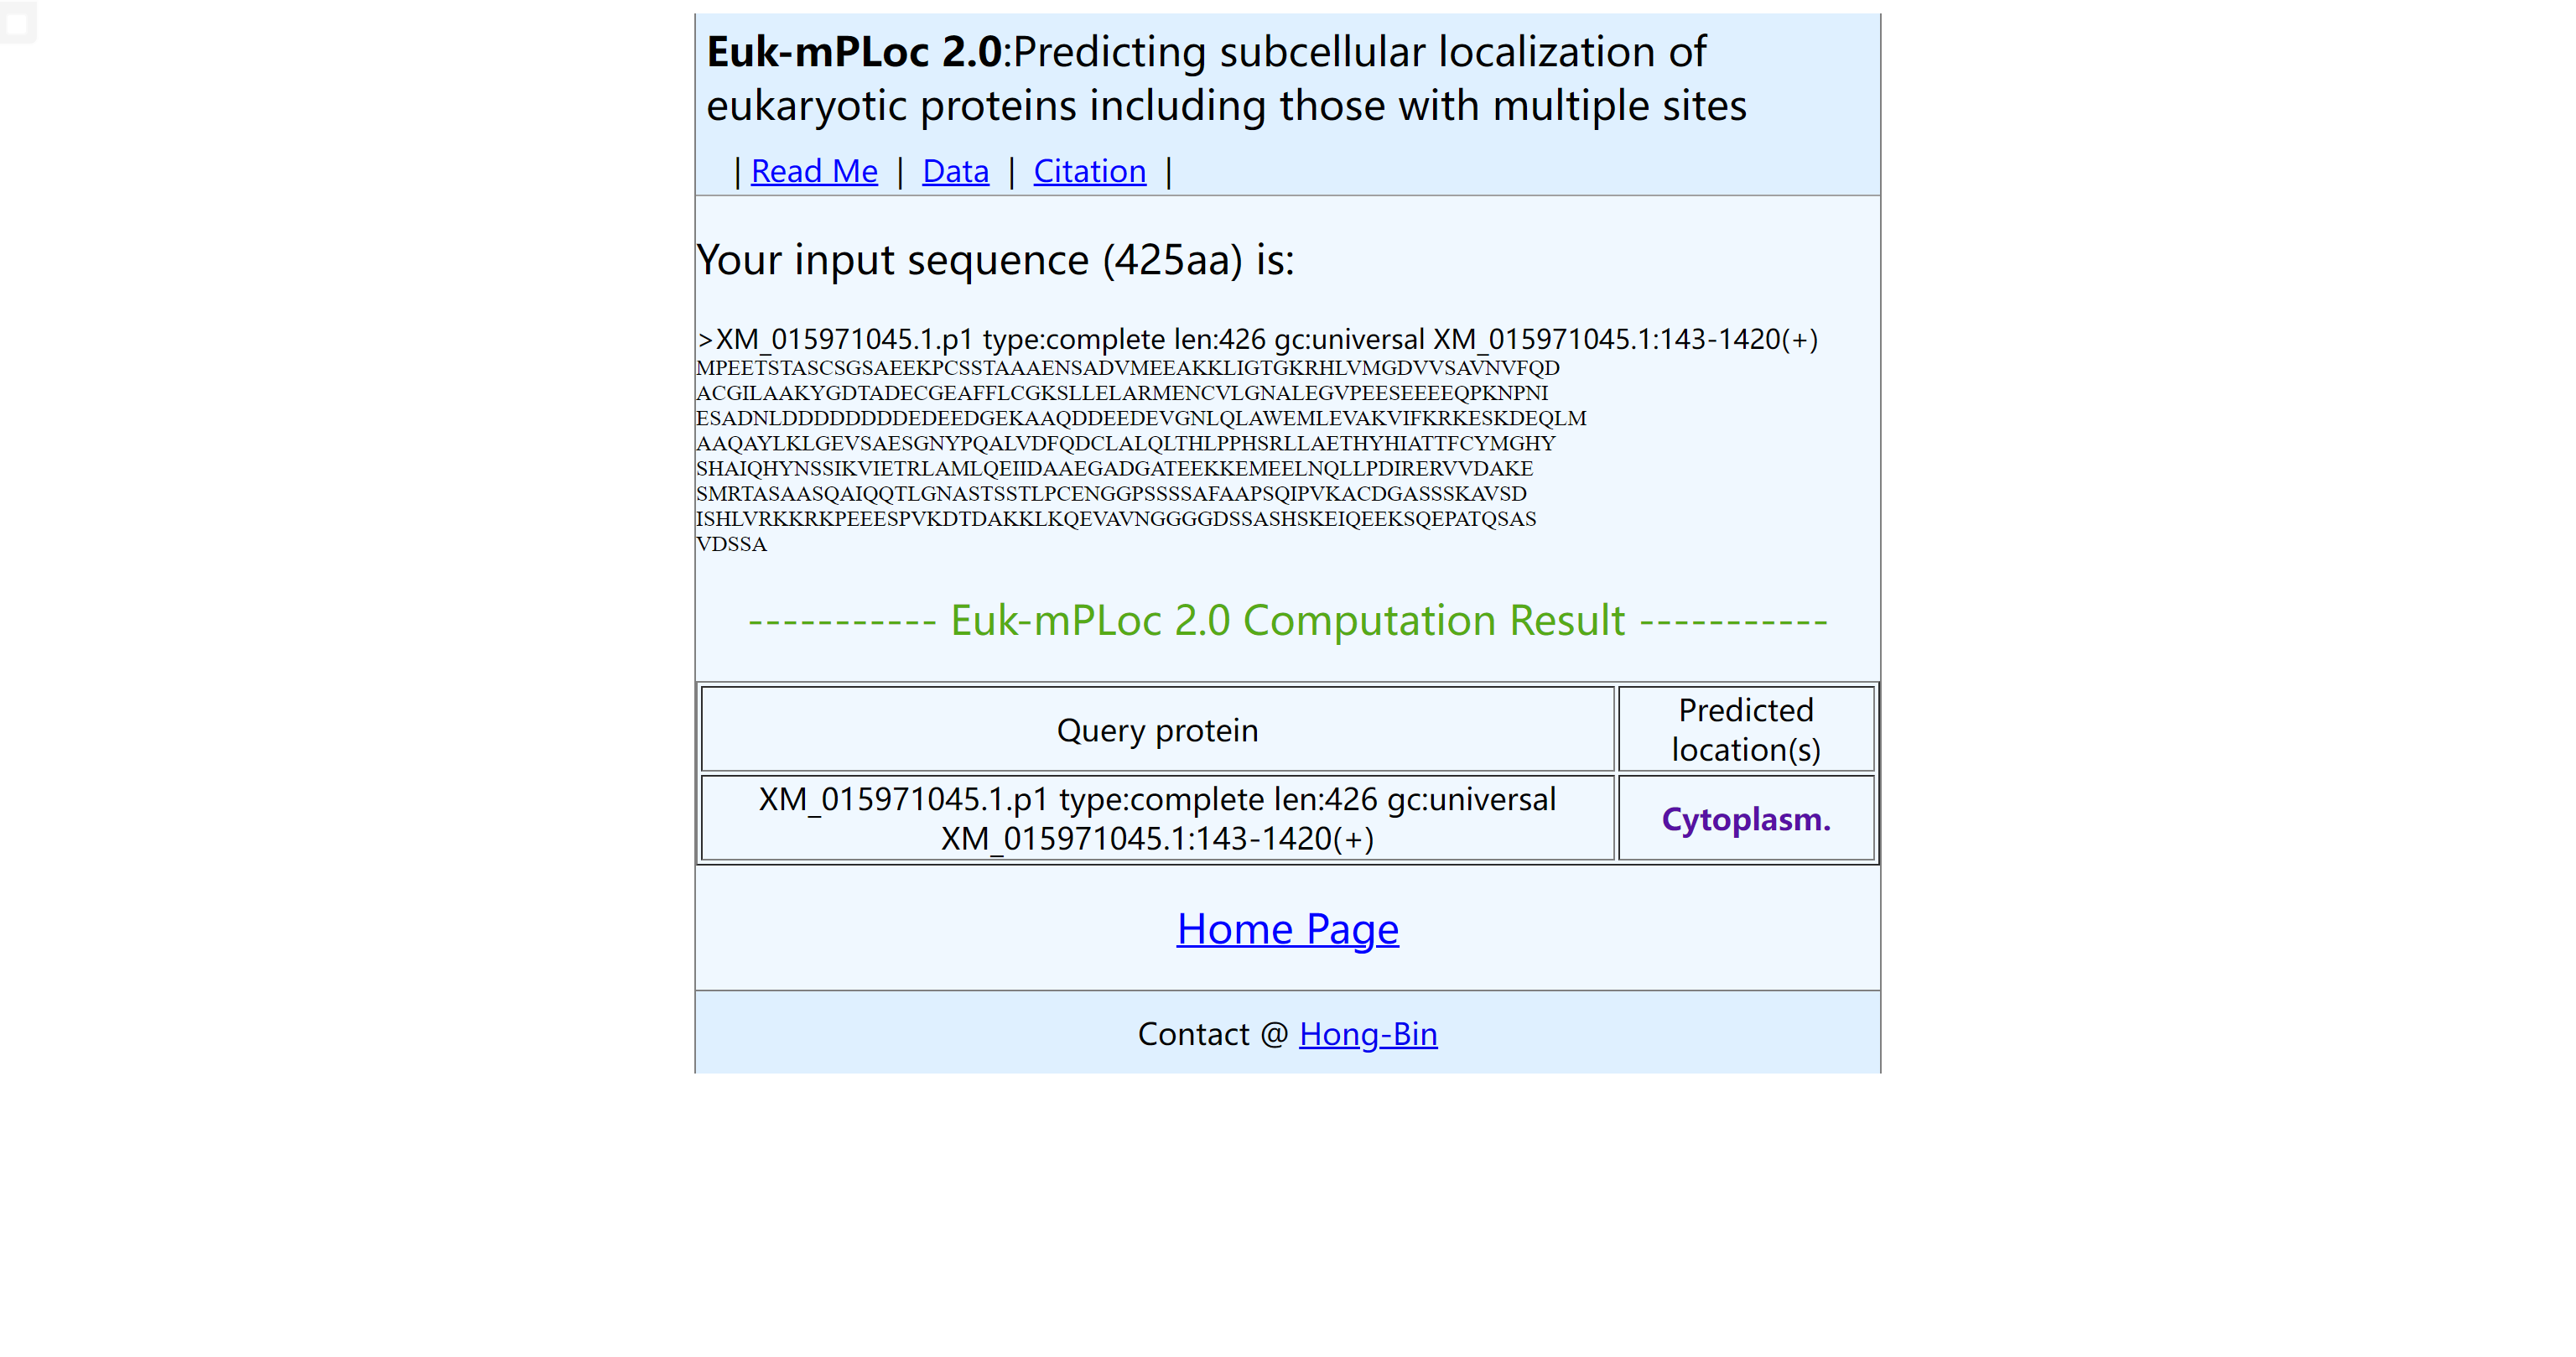 Euk-mPLoc 2.0:Predicting subcellular localization of
eukaryotic proteins including those with multiple sites
| Read Me | Data | Citation |
Your input sequence (425aa) is:
>XM_015971045.1.p1 type:complete len:426 gc:universal XM_015971045.1:143-1420(+)
MPEETSTASCSGSAEEKPCSSTAAAENSADVMEEAKKLIGTGKRHLVMGDVVSAVNVFQD
ACGILAAKYGDTADECGEAFFLCGKSLLELARMENCVLGNALEGVPEESEEEEQPKNPNI
ESADNLDDDDDDDDEDEEDGEKAAQDDEEDEVGNLQLAWEMLEVAKVIFKRKESKDEQLM
AAQAYLKLGEVSAESGNYPQALVDFQDCLALQLTHLPPHSRLLAETHYHIATTFCYMGHY
SHAIQHYNSSIKVIETRLAMLQEIIDAAEGADGATEEKKEMEELNQLLPDIRERVVDAKE
SMRTASAASQAIQQTLGNASTSSTLPCENGGPSSSSAFAAPSQIPVKACDGASSSKAVSD
ISHLVRKKRKPEEESPVKDTDAKKLKQEVAVNGGGGDSSASHSKEIQEEKSQEPATQSAS
VDSSA
----------- Euk-mPLoc 2.0 Computation Result -----------
Query protein
Predicted
location(s)
XM_015971045.1.p1 type:complete len:426 gc:universal
XM_015971045.1:143-1420(+)
Cytoplasm.
Home Page
Contact @ Hong-Bin